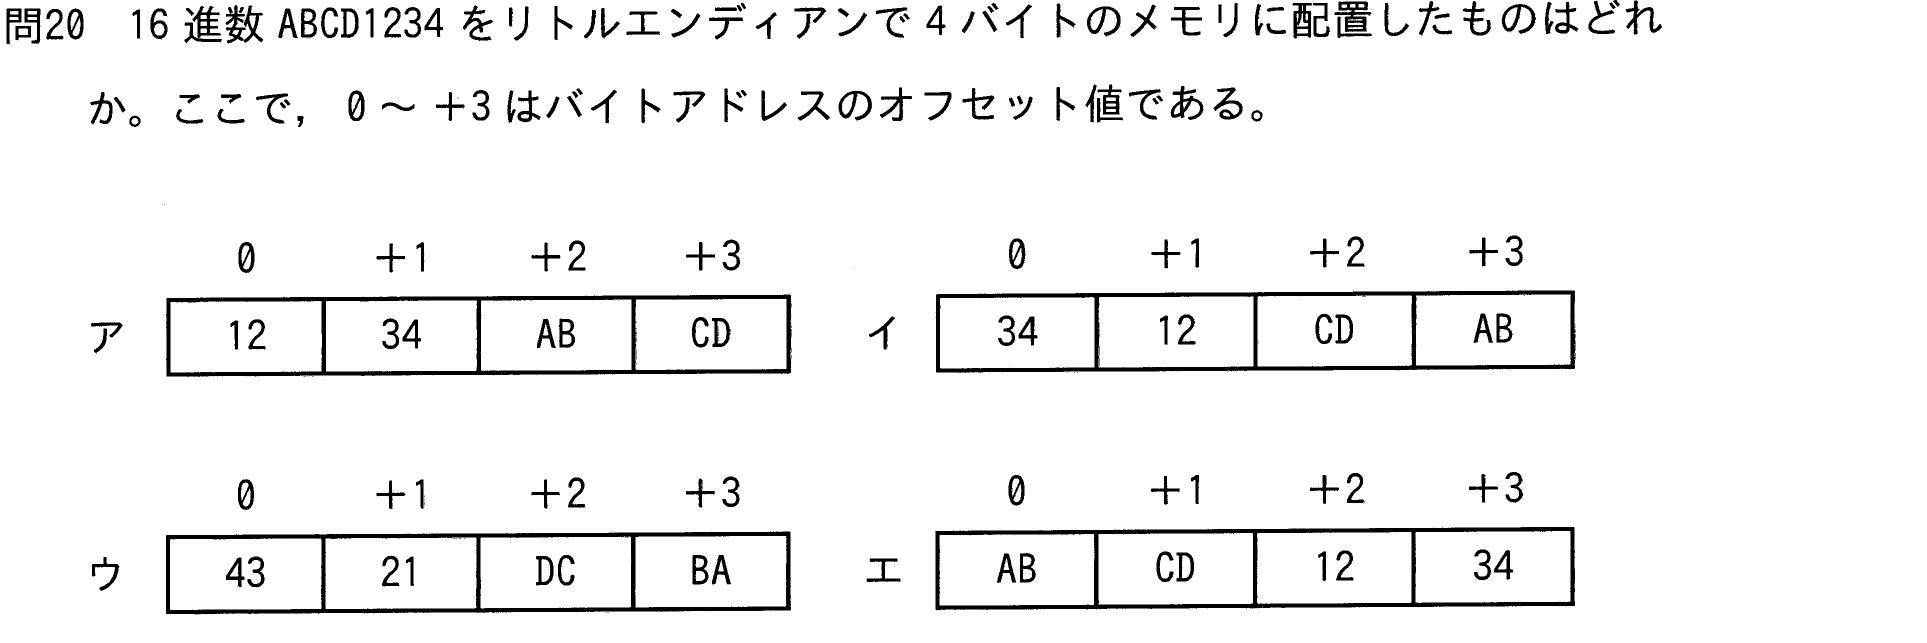 問20 16進数 ABCD1234 をリトルエンディアンで 4 バイトのメモリに配置したものはどれ
か。ここで, 0 ～ +3 はバイトアドレスのオフセット値である。
0 +1 +2 +3
ア 12 34 AB CD
0 +1 +2 +3
イ 34 12 CD AB
0 +1 +2 +3
ウ 43 21 DC BA
0 +1 +2 +3
エ AB CD 12 34